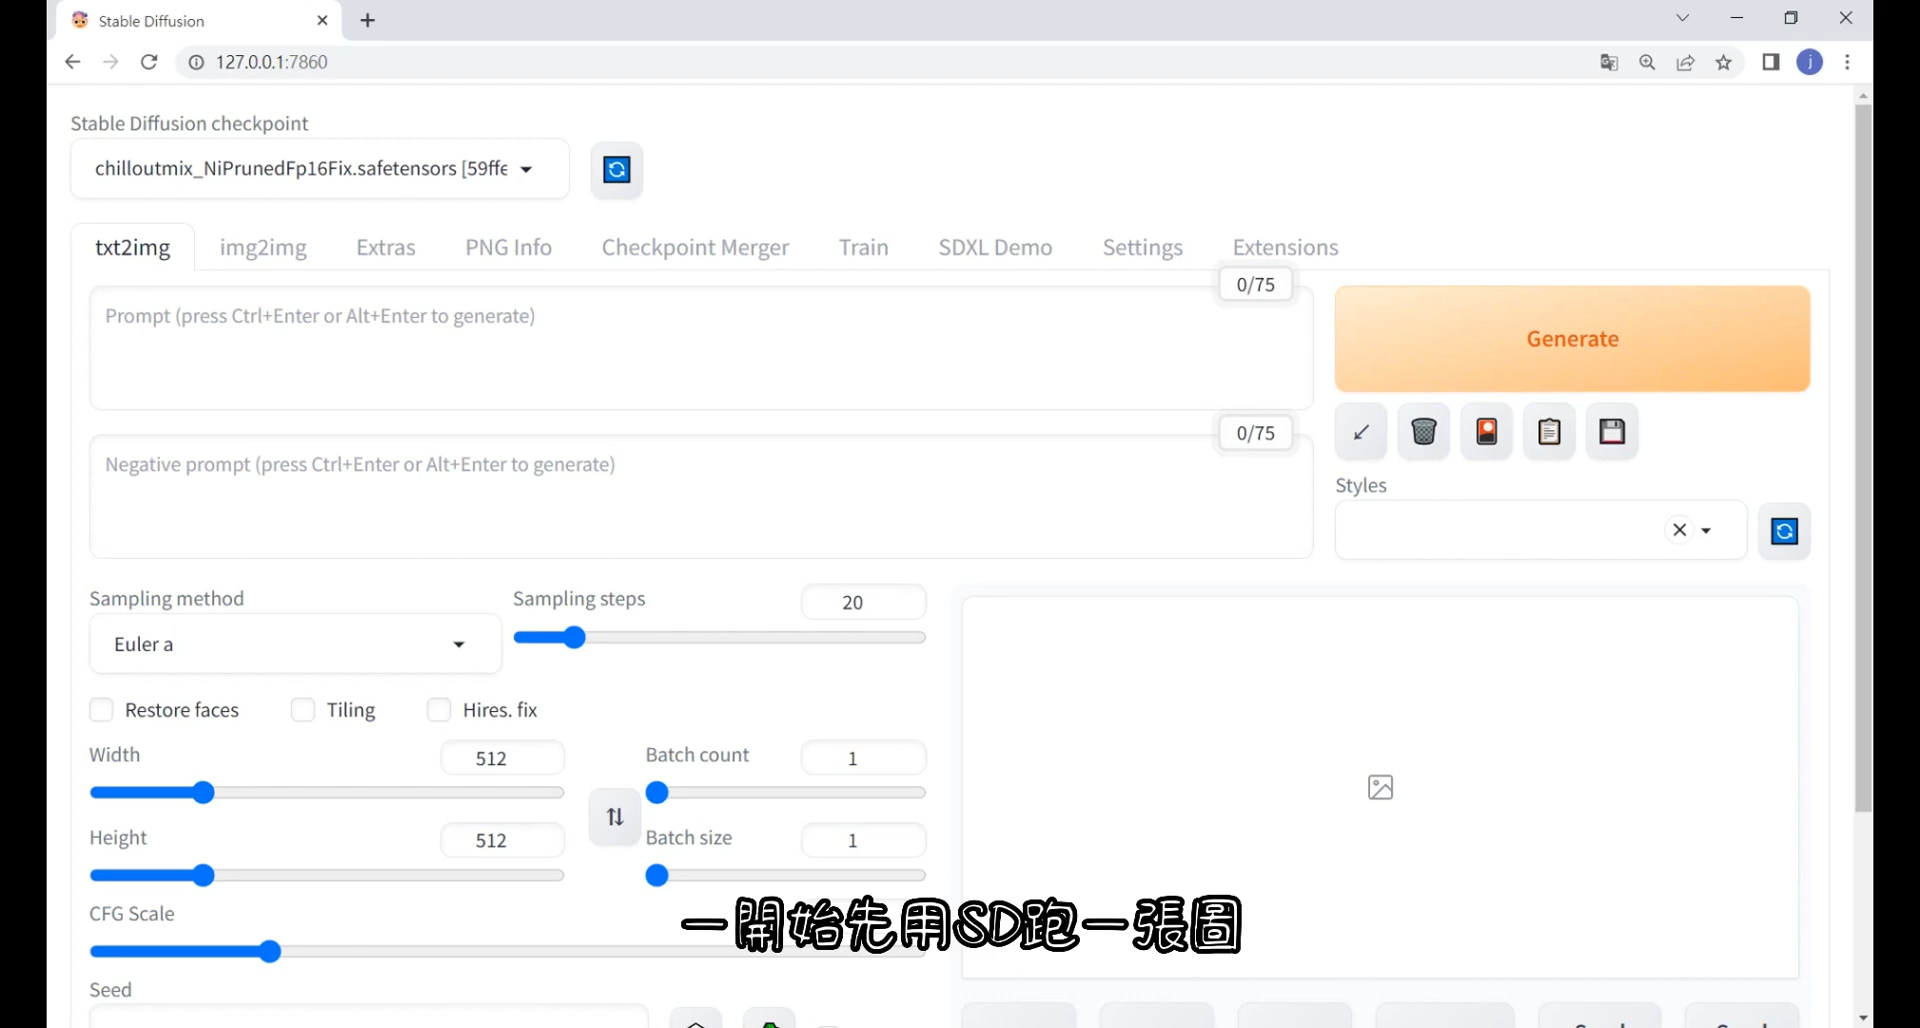 Stable Diffusion
127.0.0.1:7860
j
Stable Diffusion checkpoint
chilloutmix_NiPrunedFp16Fix.safetensors [59ffe
txt2img img2img Extras PNG Info Checkpoint Merger Train SDXL Demo Settings Extensions
0/75
Prompt (press Ctrl+Enter or Alt+Enter to generate)
Generate
0/75
Negative prompt (press Ctrl+Enter or Alt+Enter to generate)
Styles
Sampling method
Euler a
Sampling steps
20
Restore faces Tiling Hires. fix
Width
512
Batch count
1
Height
512
Batch size
1
CFG Scale
一開始先用SD跑一張圖
Seed